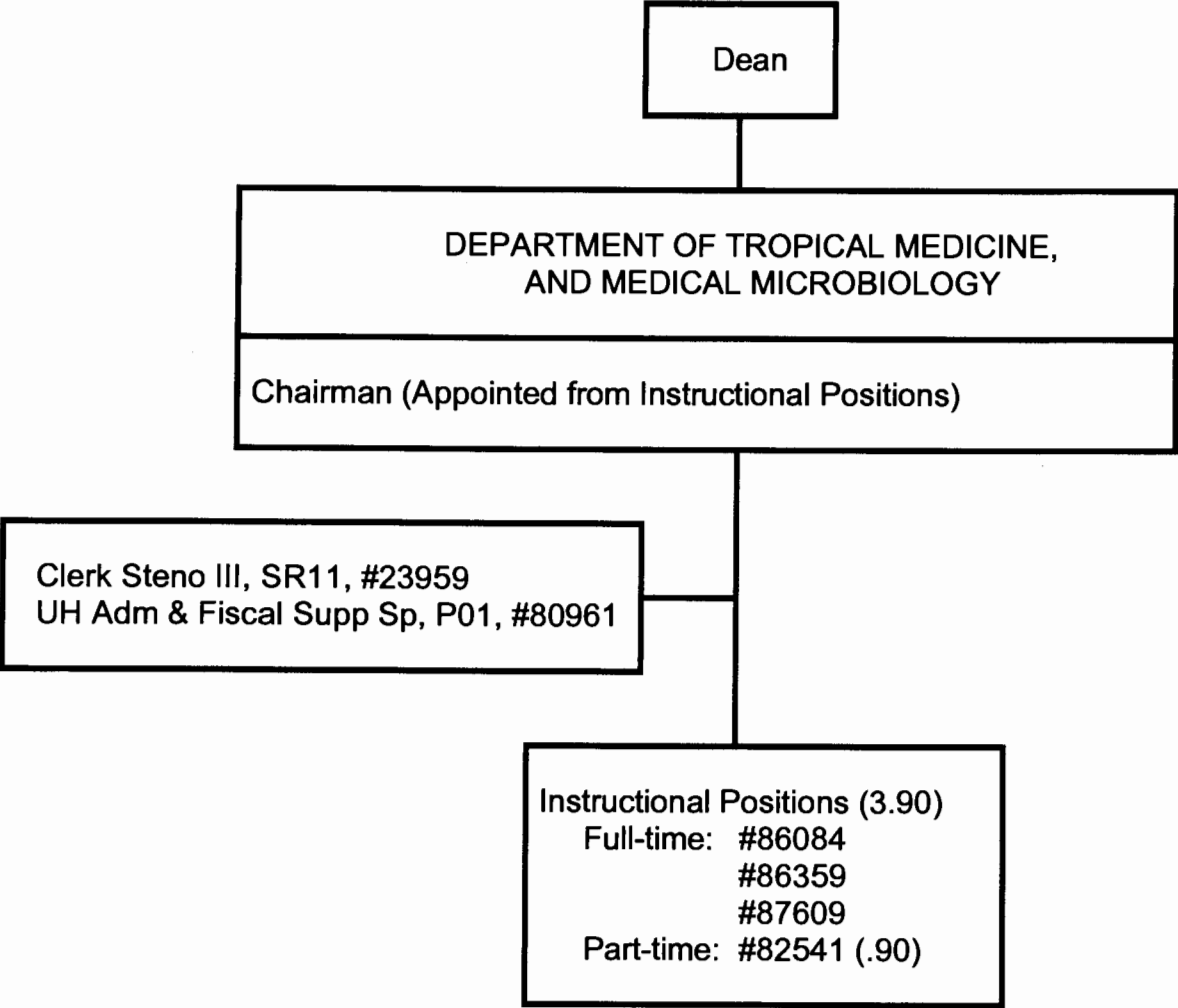 Dean
DEPARTMENT OF TROPICAL MEDICINE,
AND MEDICAL MICROBIOLOGY
Chairman (Appointed from Instructional Positions)
Clerk Steno III, SR11, #23959
UH Adm & Fiscal Supp Sp, P01, #80961
Instructional Positions (3.90)
Full-time: #86084
#86359
#87609
Part-time: #82541 (.90)